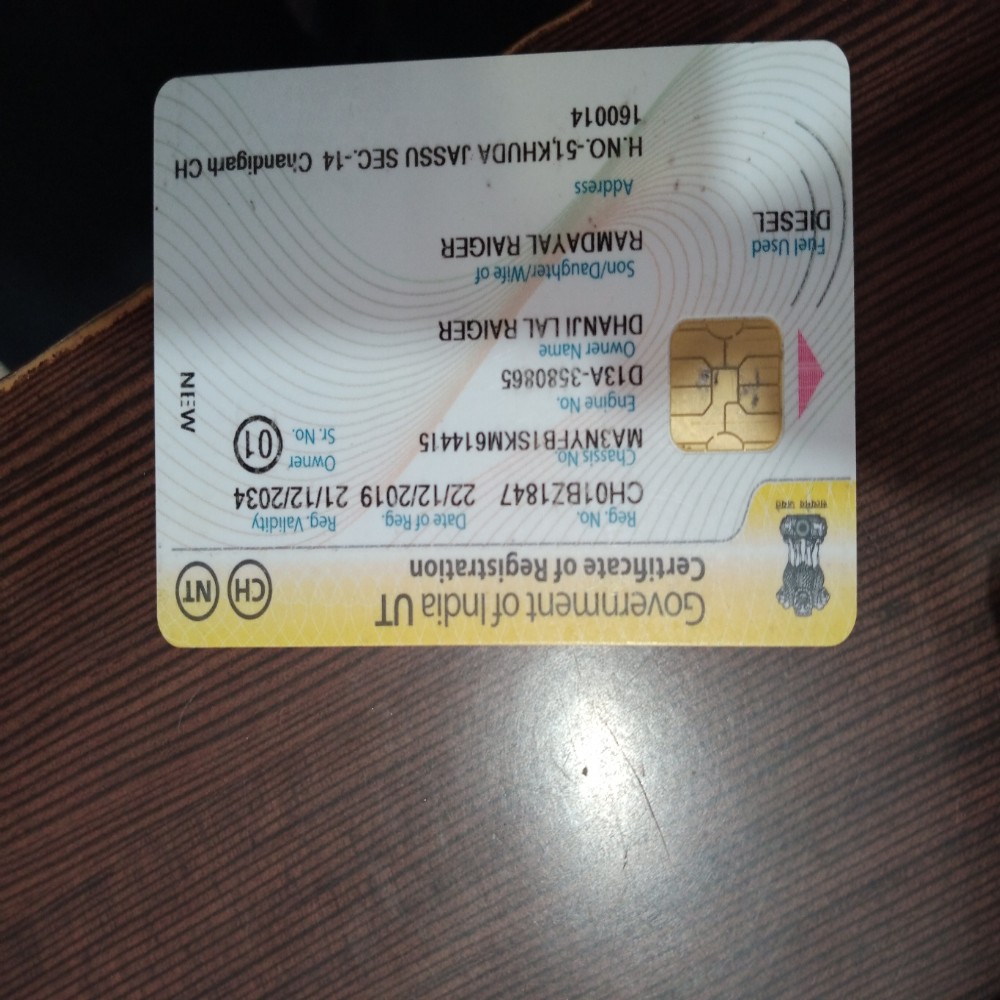 Government of India UT
Certificate of Registration
CH NT
सत्यमेव जयते
Reg. No. Date of Reg. Reg. Validity
CH01BZ1847 22/12/2019 21/12/2034
Chassis No. Owner
MA3NYFB1SKM614415 Sr. No. 01
Engine No.
D13A-3580865
NEW
Owner Name
DHANJI LAL RAIGER
Fuel Used
DIESEL
Son/Daughter/Wife of
RAMDAYAL RAIGER
Address
H.NO.-51,KHUDA JASSU SEC.-14 Chandigarh CH
160014